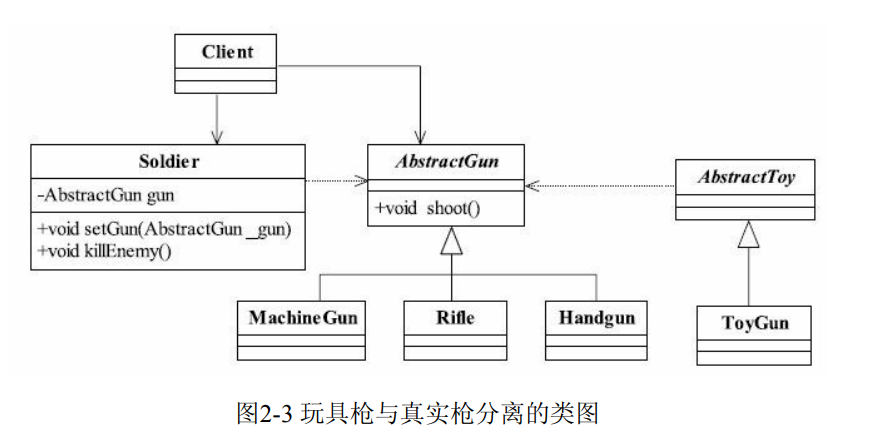 Client
Soldier
-AbstractGun gun
+void setGun(AbstractGun _gun)
+void killEnemy()
AbstractGun
+void shoot()
AbstractToy
MachineGun
Rifle
Handgun
ToyGun
图2-3 玩具枪与真实枪分离的类图